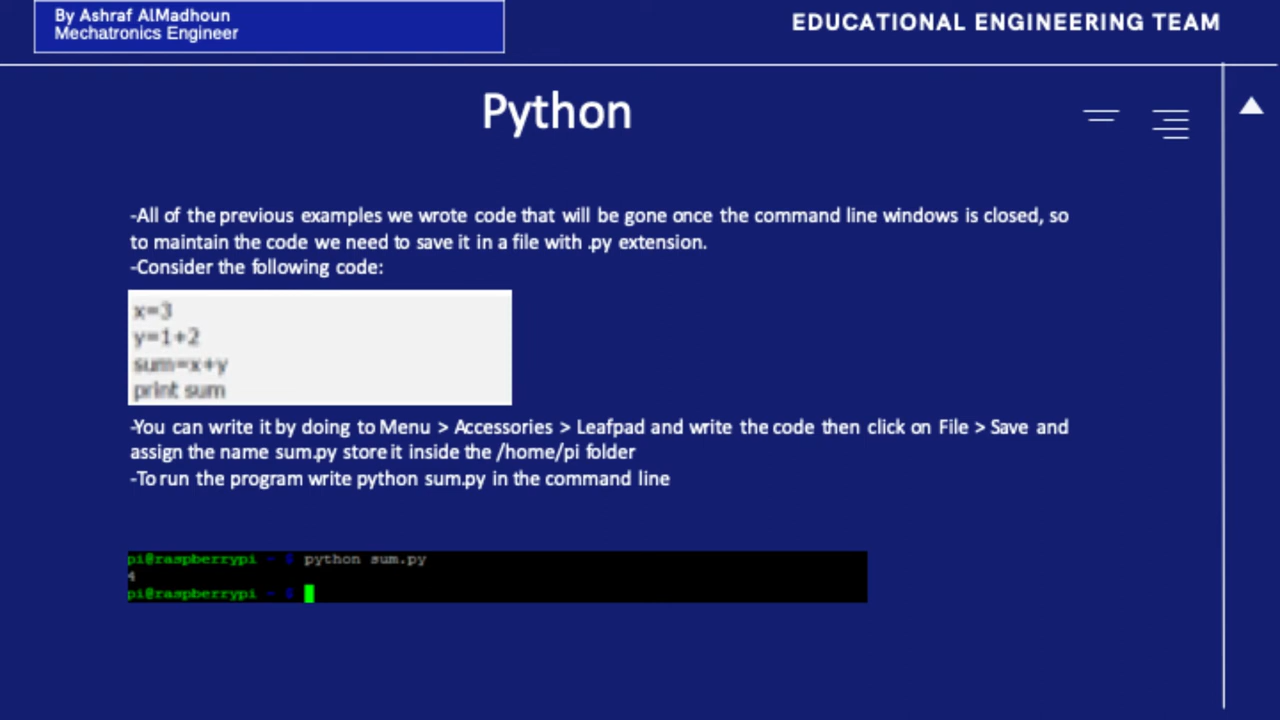 By Ashraf AlMadhoun
Mechatronics Engineer
EDUCATIONAL ENGINEERING TEAM
Python
-All of the previous examples we wrote code that will be gone once the command line windows is closed, so
to maintain the code we need to save it in a file with .py extension.
-Consider the following code:
x=3
y=1+2
sum=x+y
print sum
-You can write it by doing to Menu > Accessories > Leafpad and write the code then click on File > Save and
assign the name sum.py store it inside the /home/pi folder
-To run the program write python sum.py in the command line
pi@raspberrypi ~ $ python sum.py
4
pi@raspberrypi ~ $